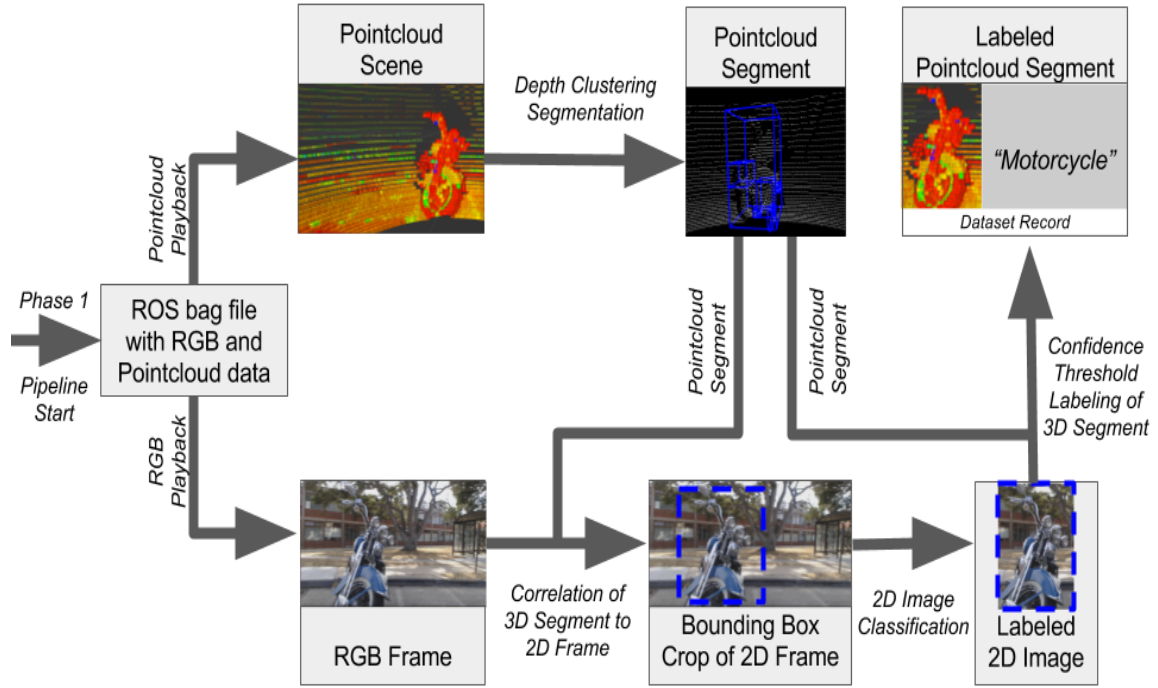 Pointcloud
Scene
Depth Clustering
Segmentation
Pointcloud
Segment
Labeled
Pointcloud Segment
“Motorcycle”
Dataset Record
Pointcloud
Playback
Phase 1
Pipeline
Start
ROS bag file
with RGB and
Pointcloud data
RGB
Playback
Pointcloud
Segment
Pointcloud
Segment
Confidence
Threshold
Labeling of
3D Segment
RGB Frame
Correlation of
3D Segment to
2D Frame
Bounding Box
Crop of 2D Frame
2D Image
Classification
Labeled
2D Image